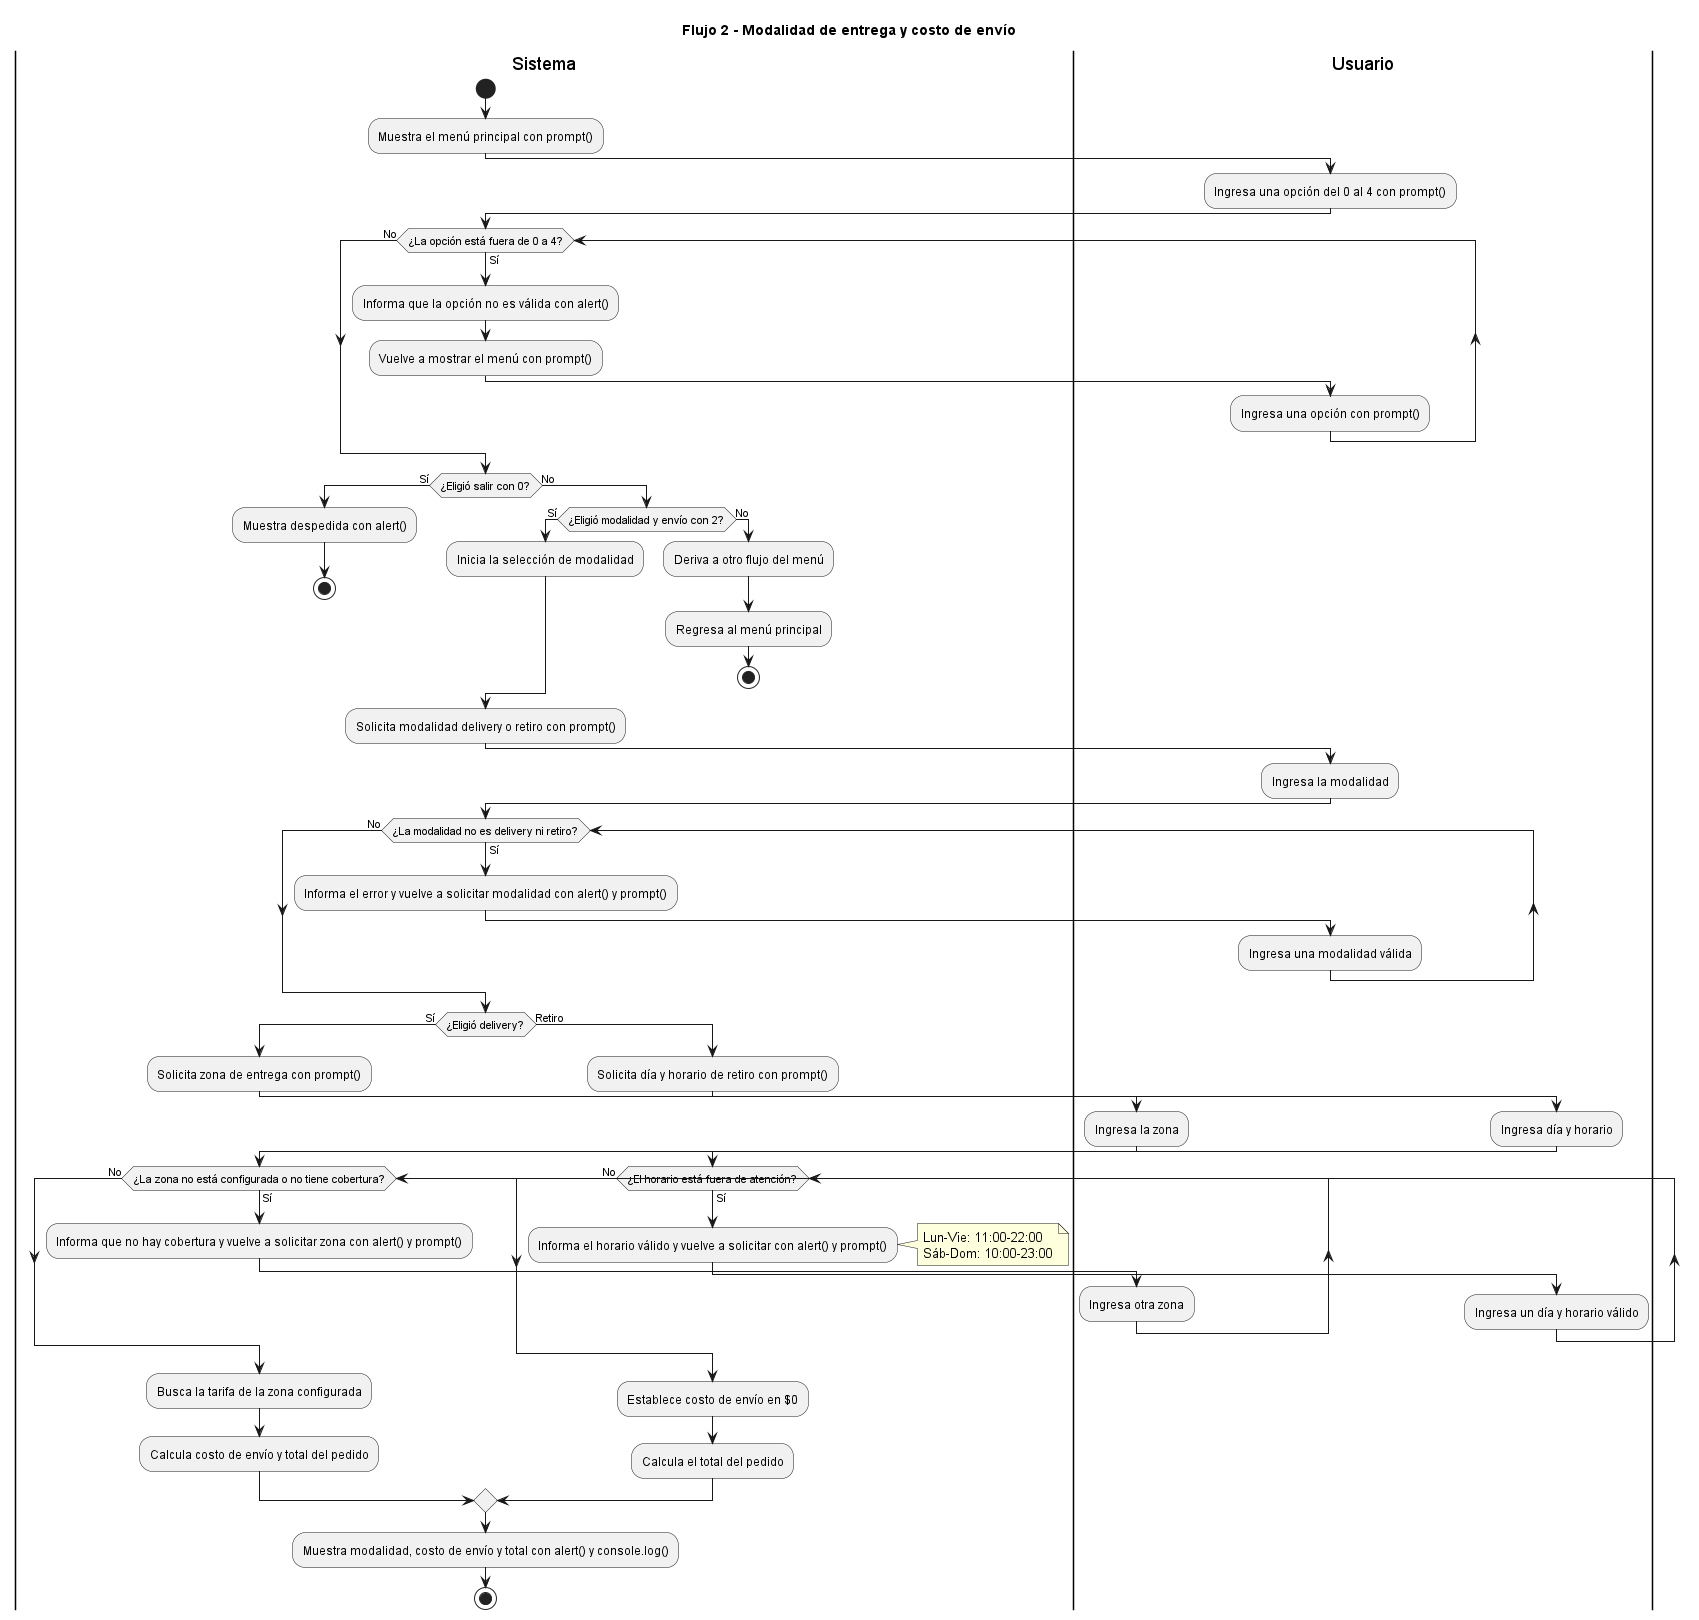 Flujo 2 - Modalidad de entrega y costo de envío
Sistema
Usuario
Muestra el menú principal con prompt()
Ingresa una opción del 0 al 4 con prompt()
No
¿La opción está fuera de 0 a 4?
Sí
Informa que la opción no es válida con alert()
Vuelve a mostrar el menú con prompt()
Ingresa una opción con prompt()
Sí
¿Eligió salir con 0?
No
Muestra despedida con alert()
Sí
¿Eligió modalidad y envío con 2?
No
Inicia la selección de modalidad
Deriva a otro flujo del menú
Regresa al menú principal
Solicita modalidad delivery o retiro con prompt()
Ingresa la modalidad
No
¿La modalidad no es delivery ni retiro?
Sí
Informa el error y vuelve a solicitar modalidad con alert() y prompt()
Ingresa una modalidad válida
Sí
¿Eligió delivery?
Retiro
Solicita zona de entrega con prompt()
Solicita día y horario de retiro con prompt()
Ingresa la zona
Ingresa día y horario
No
¿La zona no está configurada o no tiene cobertura?
Sí
No
¿El horario está fuera de atención?
Sí
Informa que no hay cobertura y vuelve a solicitar zona con alert() y prompt()
Informa el horario válido y vuelve a solicitar con alert() y prompt()
Lun-Vie: 11:00-22:00
Sáb-Dom: 10:00-23:00
Ingresa otra zona
Ingresa un día y horario válido
Busca la tarifa de la zona configurada
Establece costo de envío en $0
Calcula costo de envío y total del pedido
Calcula el total del pedido
Muestra modalidad, costo de envío y total con alert() y console.log()